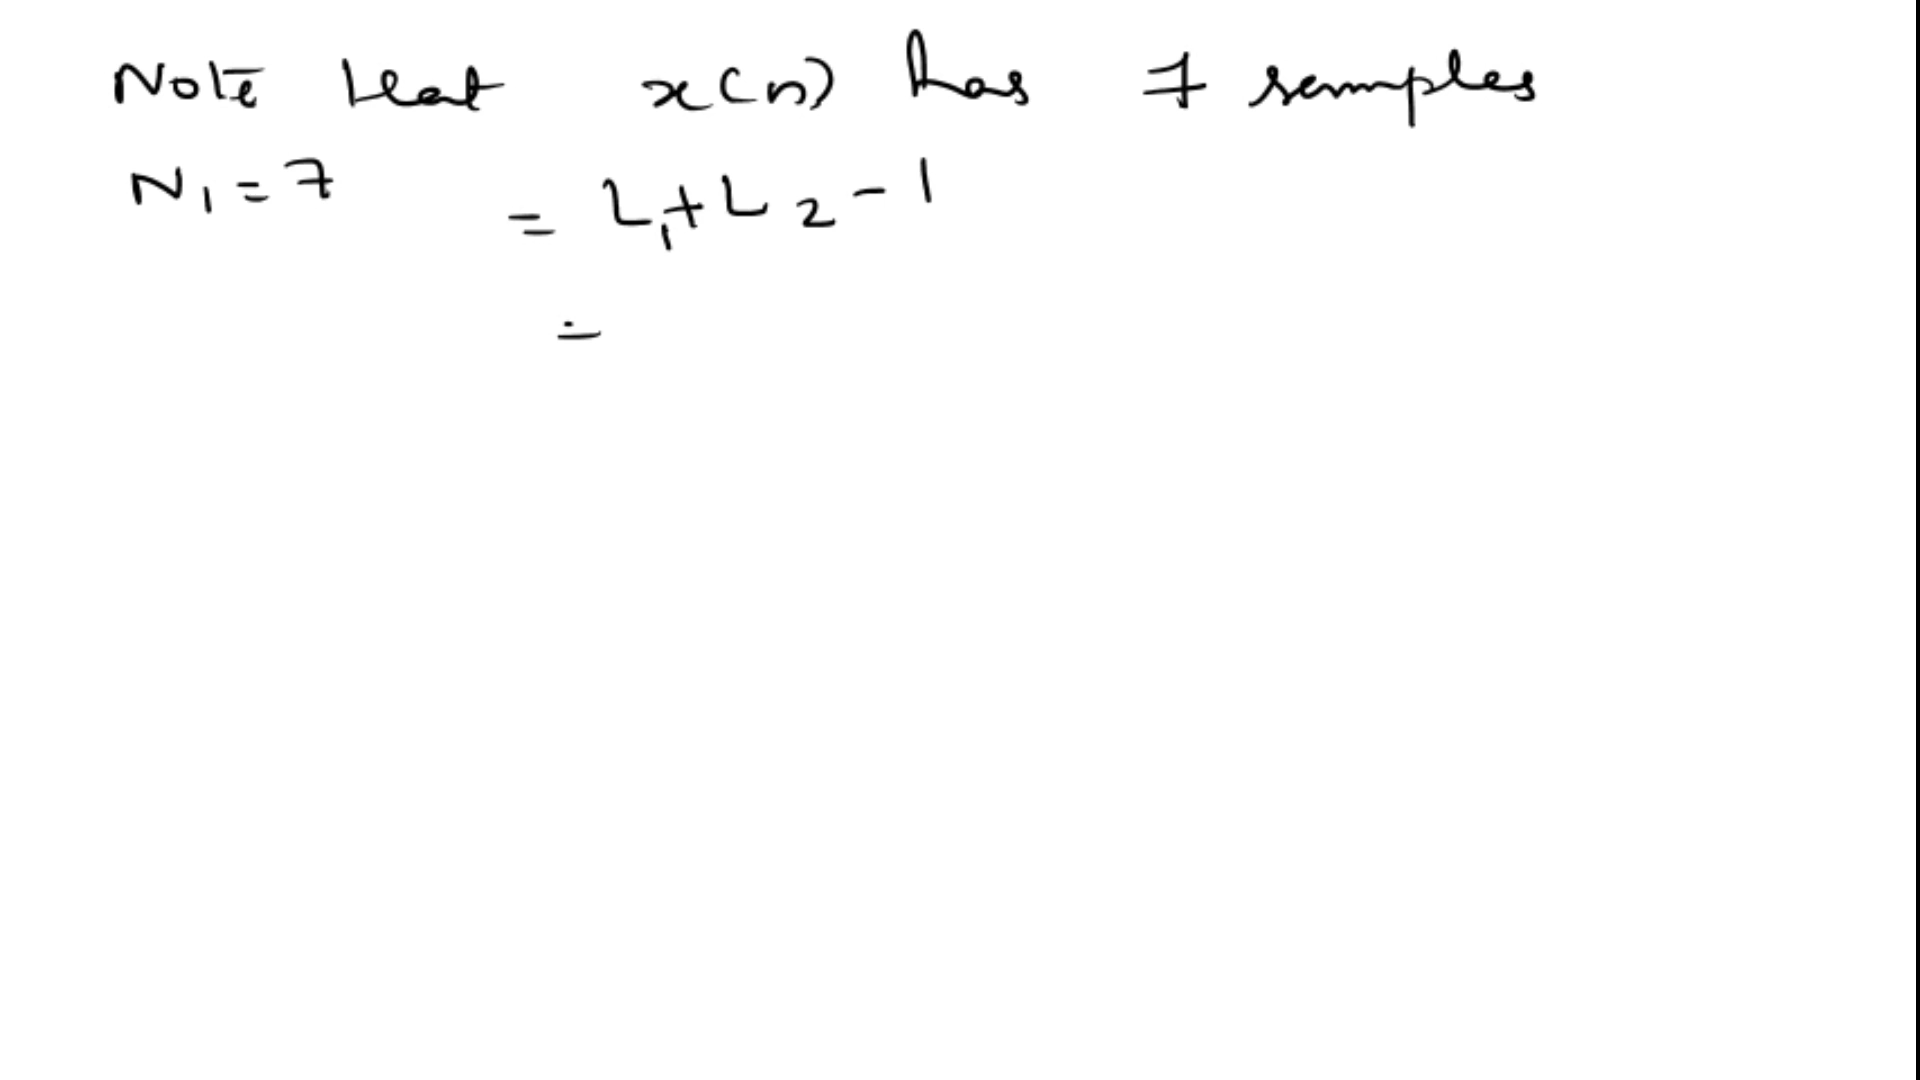 Note that x(n) has 7 samples
N₁ = 7 = L₁+L₂-1
=